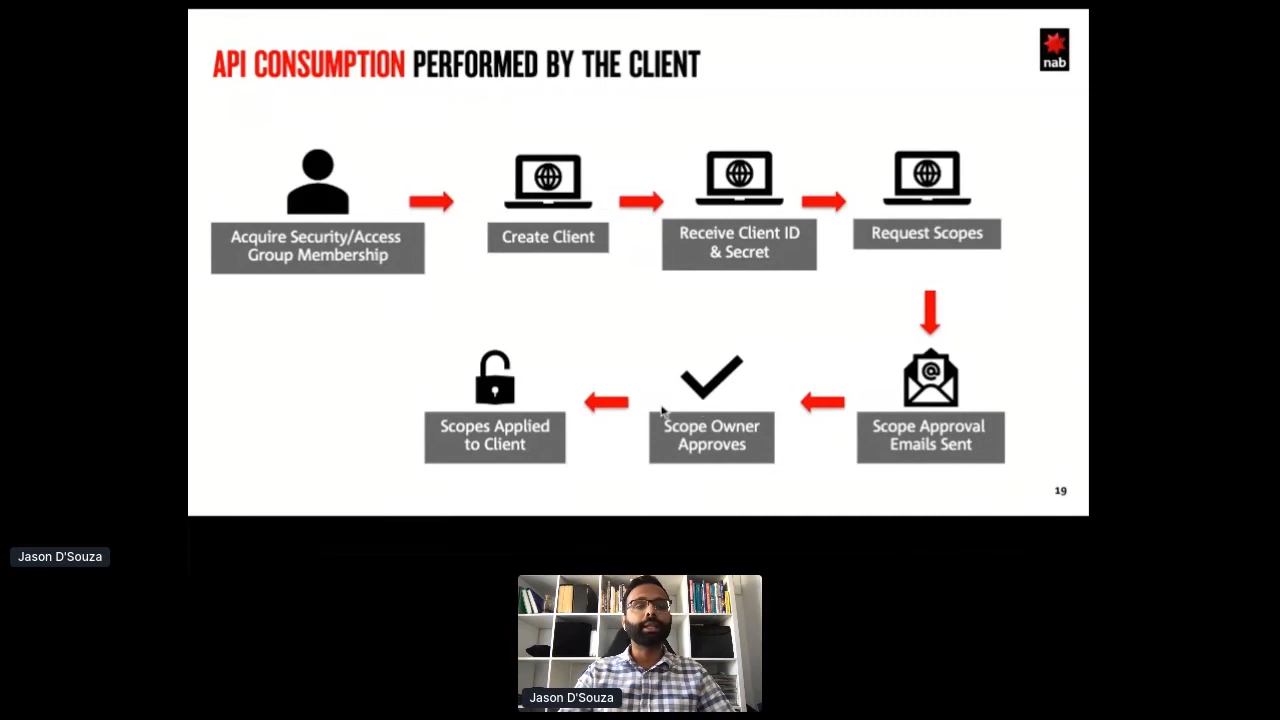 API CONSUMPTION PERFORMED BY THE CLIENT
nab
Acquire Security/Access
Group Membership
Create Client
Receive Client ID
& Secret
Request Scopes
@
Scopes Applied
to Client
Scope Owner
Approves
Scope Approval
Emails Sent
19
Jason D'Souza
Jason D'Souza